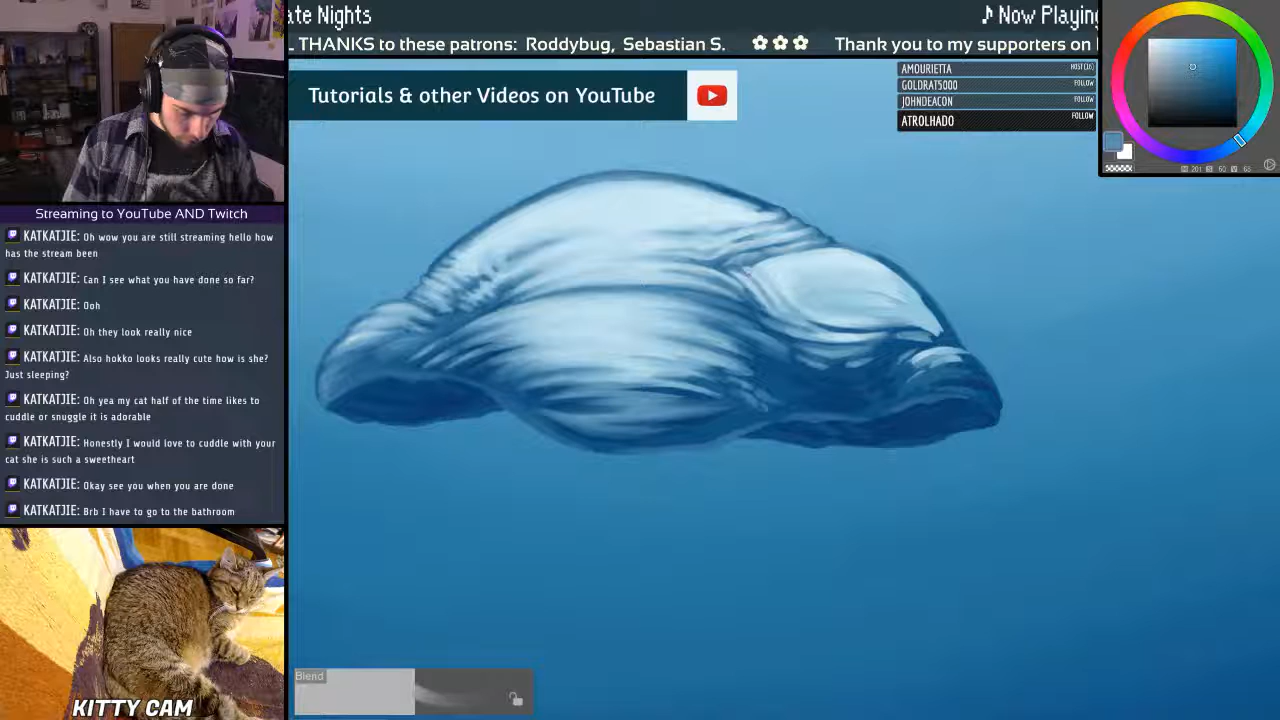 ate Nights
♪ Now Playing
L THANKS to these patrons: Roddybug, Sebastian S. ✿ ✿ ✿ Thank you to my supporters on
Tutorials & other Videos on YouTube
AMOURIETTA HOST (16)
GOLDRAT5000 FOLLOW
JOHNDEACON FOLLOW
ATROLHADO FOLLOW
Streaming to YouTube AND Twitch
KATKATJIE: Oh wow you are still streaming hello how
has the stream been
KATKATJIE: Can I see what you have done so far?
KATKATJIE: Ooh
KATKATJIE: Oh they look really nice
KATKATJIE: Also hokko looks really cute how is she?
Just sleeping?
KATKATJIE: Oh yea my cat half of the time likes to
cuddle or snuggle it is adorable
KATKATJIE: Honestly I would love to cuddle with your
cat she is such a sweetheart
KATKATJIE: Okay see you when you are done
KATKATJIE: Brb I have to go to the bathroom
KITTY CAM
Blend